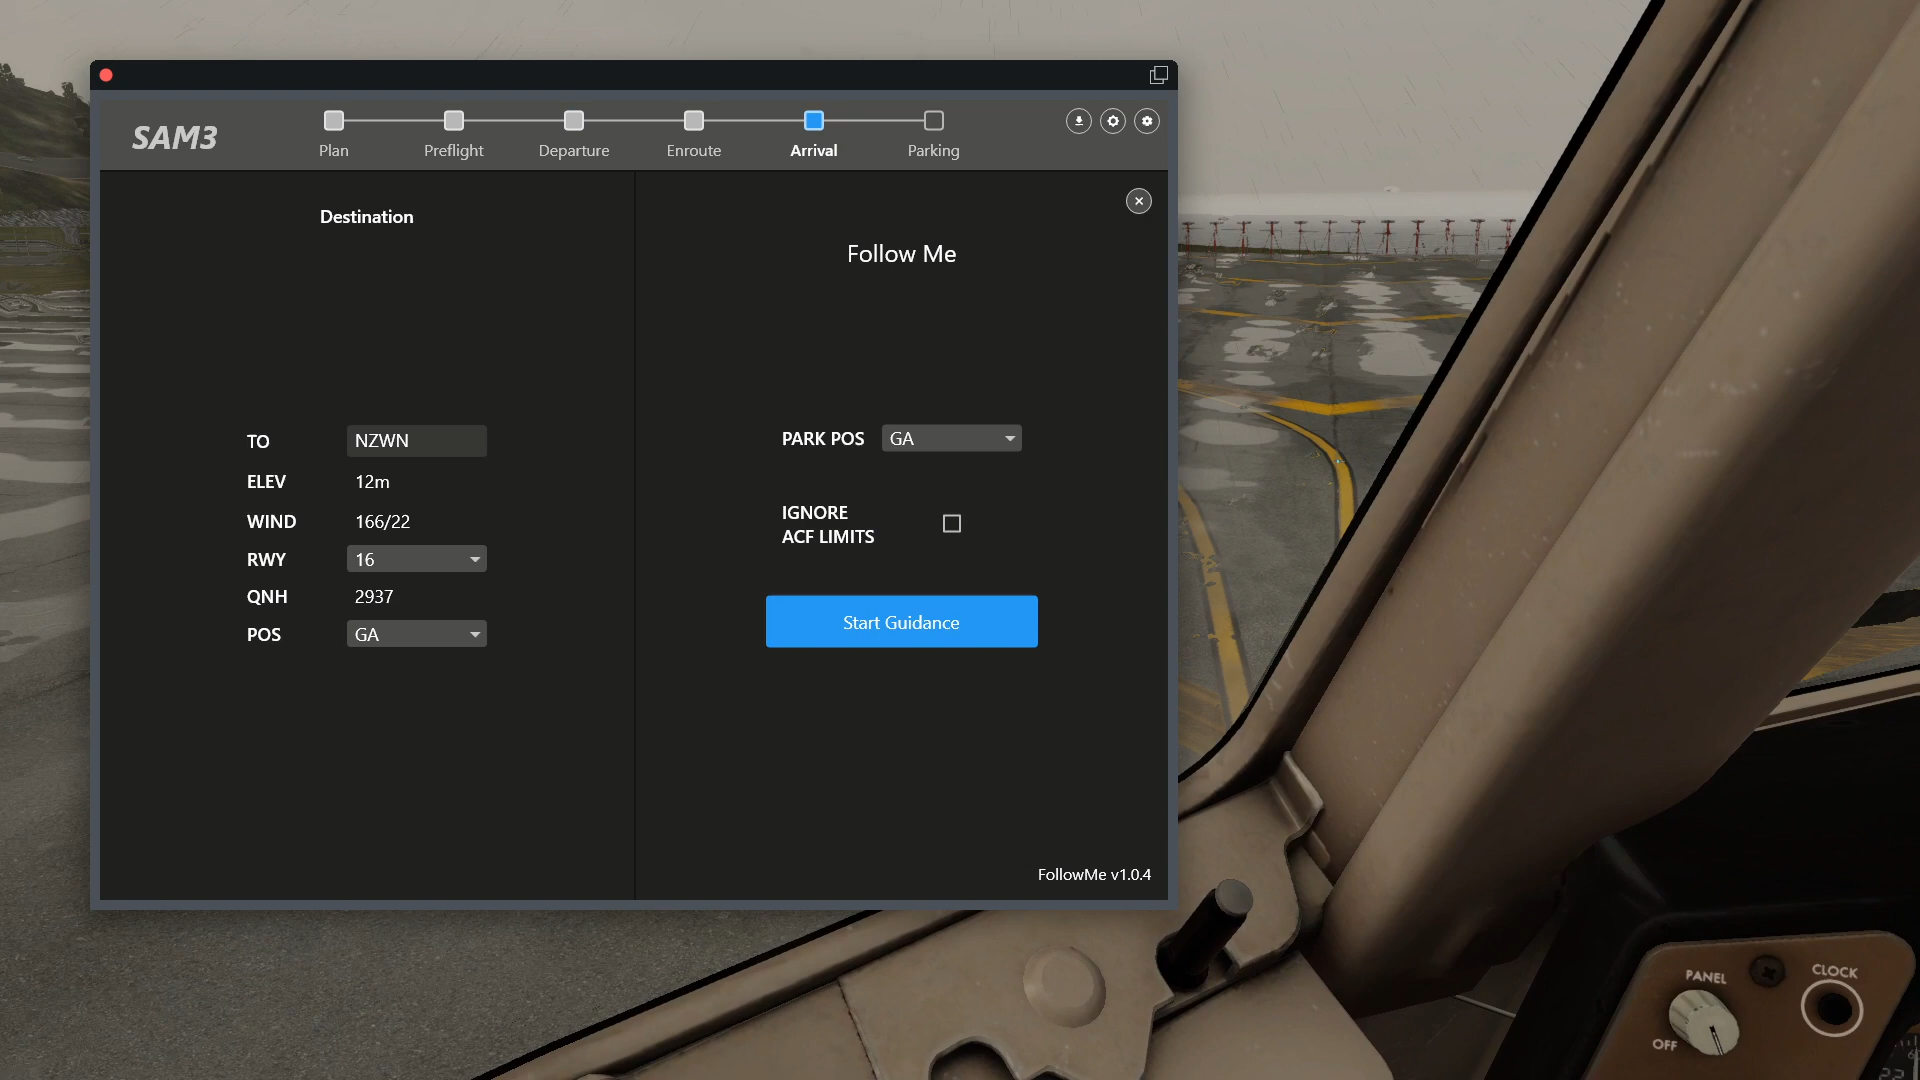 SAM3
Plan
Preflight
Departure
Enroute
Arrival
Parking
Destination
TO NZWN
ELEV 12m
WIND 166/22
RWY 16
QNH 2937
POS GA
Follow Me
PARK POS GA
IGNORE
ACF LIMITS
Start Guidance
FollowMe v1.0.4
PANEL
CLOCK
OFF